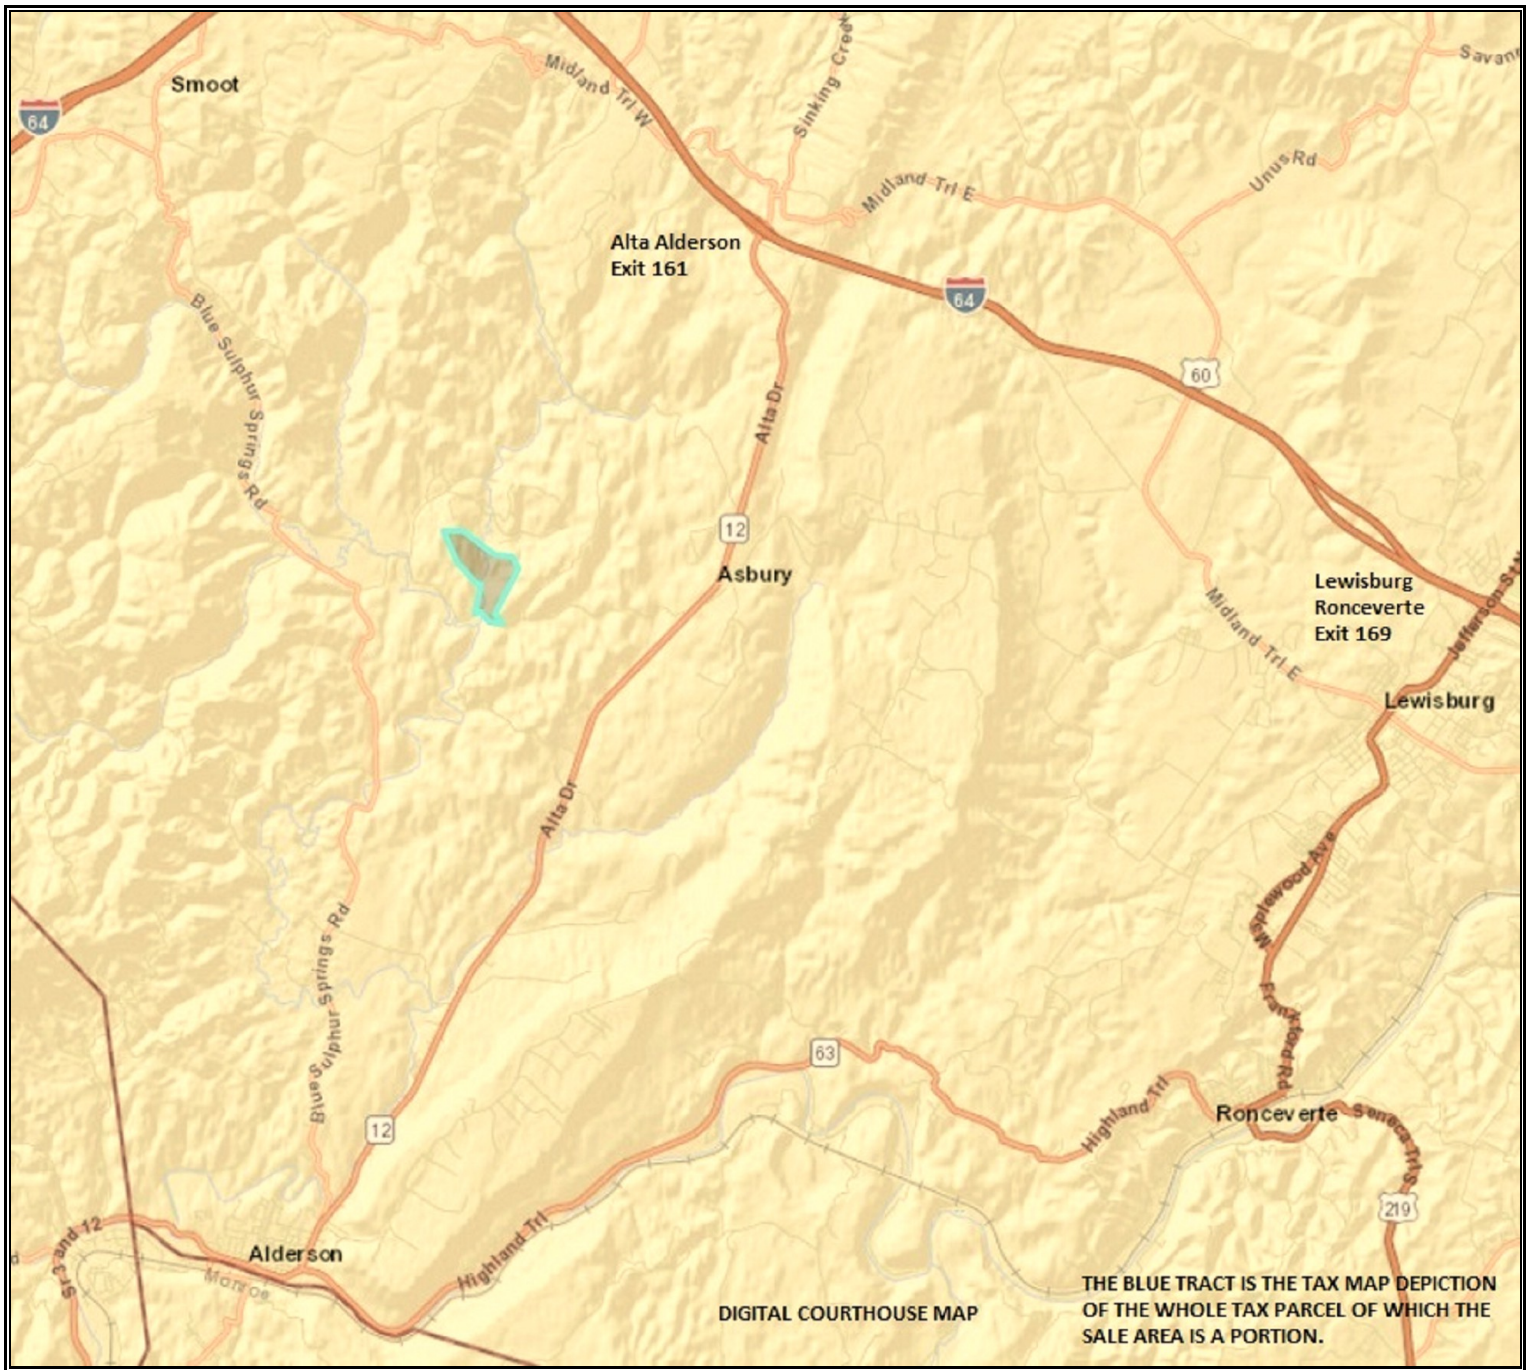 Smoot
64
Midland Trl W
Sinking Creek
Savann
Unus Rd
Midland Trl E
Alta Alderson
Exit 161
64
Blue Sulphur Springs Rd
60
Alta Dr
12
Asbury
Lewisburg
Ronceverte
Exit 169
Jefferson St N
Midland Trl E
Lewisburg
Alta Dr
Maplewood Ave
Blue Sulphur Springs Rd
Frankford Rd
63
Highland Trl
Ronceverte
Seneca Trl S
12
219
Sr 3 and 12
Alderson
d
Monroe
Highland Trl
DIGITAL COURTHOUSE MAP
THE BLUE TRACT IS THE TAX MAP DEPICTION
OF THE WHOLE TAX PARCEL OF WHICH THE
SALE AREA IS A PORTION.